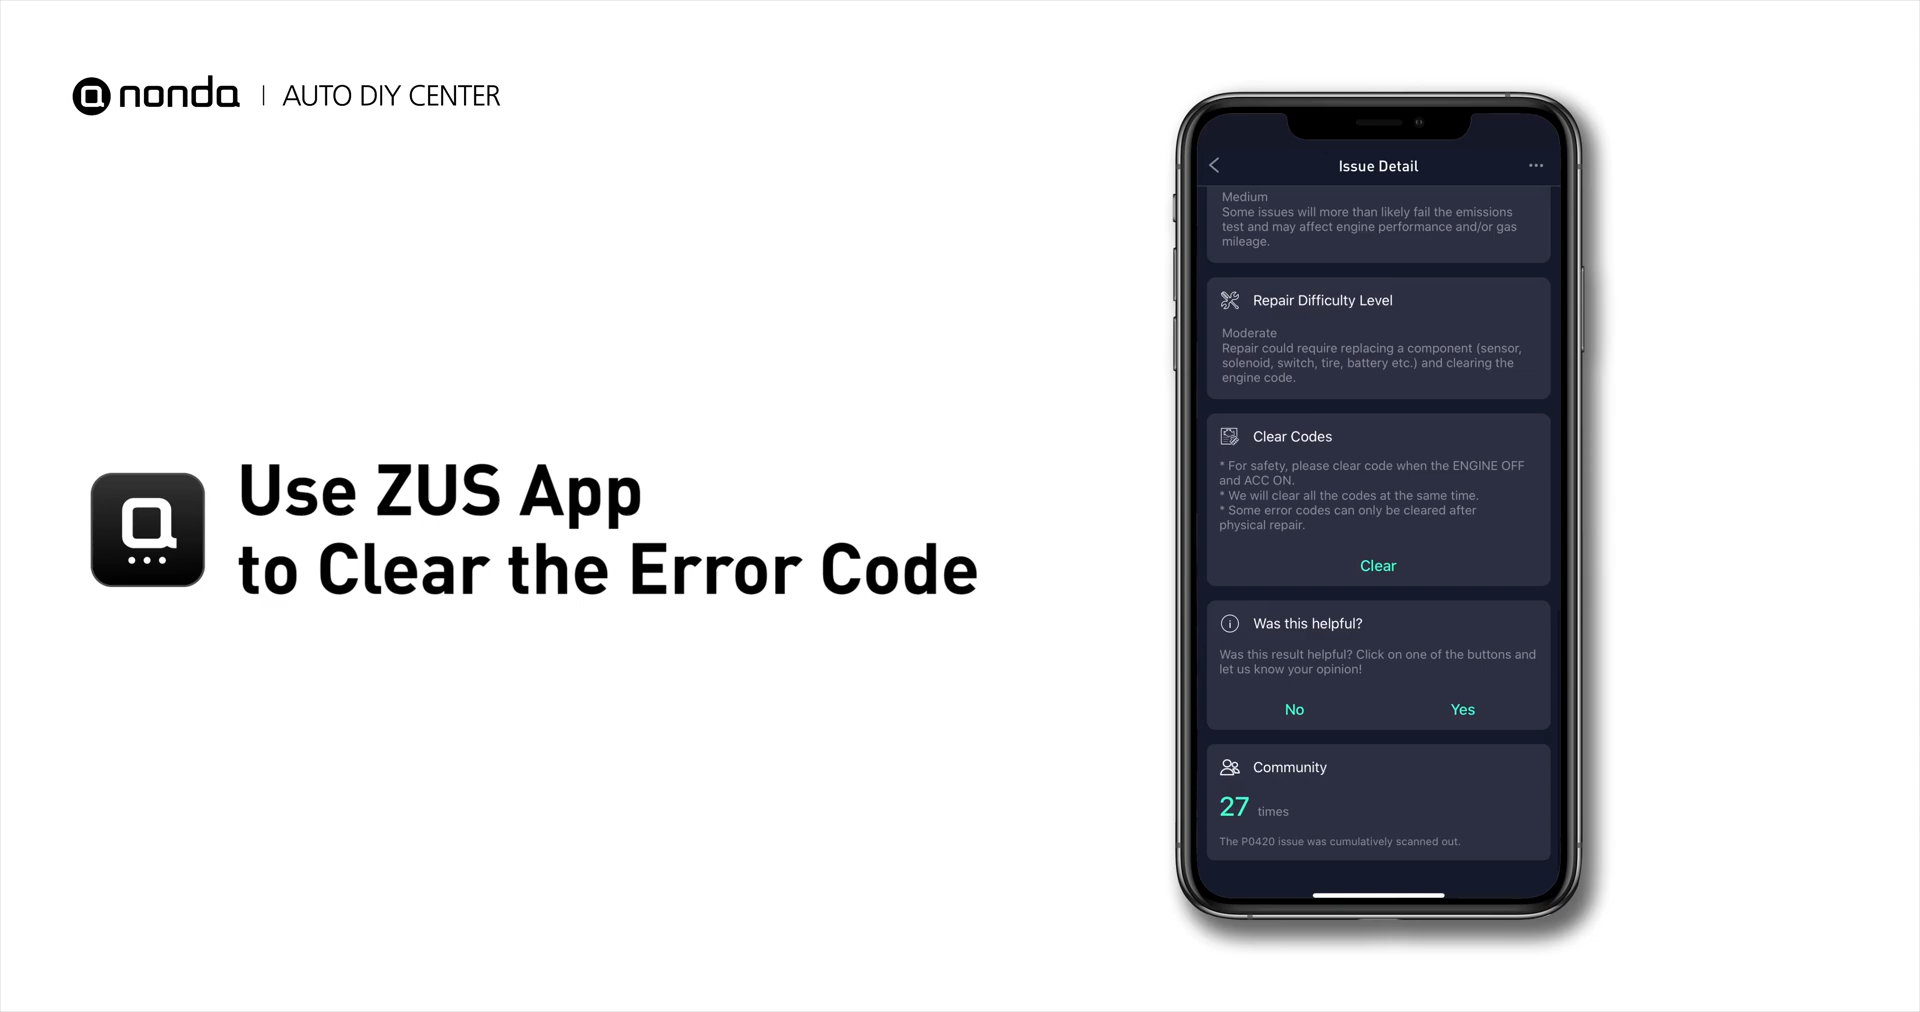 nonda | AUTO DIY CENTER
Use ZUS App
to Clear the Error Code
Issue Detail
Medium
Some issues will more than likely fail the emissions
test and may affect engine performance and/or gas
mileage.
Repair Difficulty Level
Moderate
Repair could require replacing a component (sensor,
solenoid, switch, tire, battery etc.) and clearing the
engine code.
Clear Codes
* For safety, please clear code when the ENGINE OFF
and ACC ON.
* We will clear all the codes at the same time.
* Some error codes can only be cleared after
physical repair.
Clear
Was this helpful?
Was this result helpful? Click on one of the buttons and
let us know your opinion!
No Yes
Community
27 times
The P0420 issue was cumulatively scanned out.